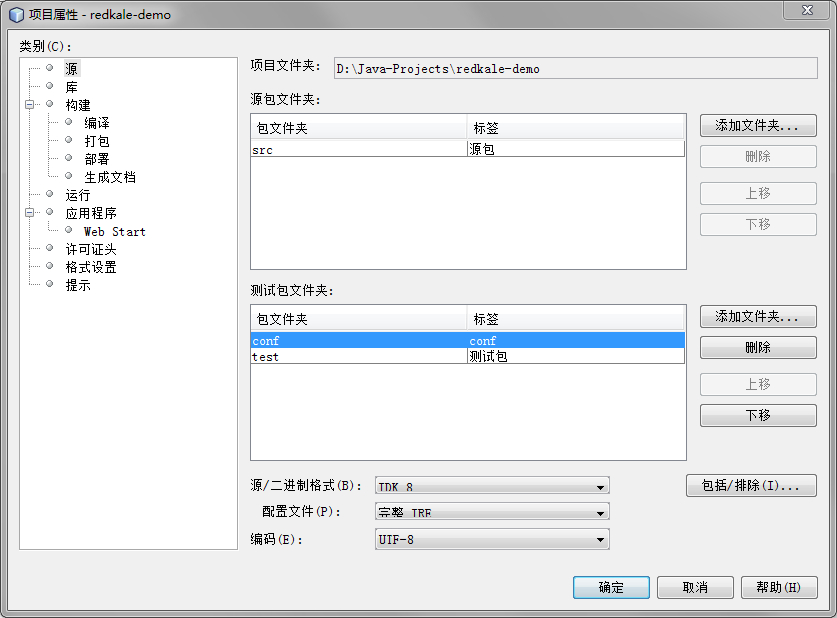 项目属性 - redkale-demo
类别(C):
源
库
构建
编译
打包
部署
生成文档
运行
应用程序
Web Start
许可证头
格式设置
提示
项目文件夹: D:\Java-Projects\redkale-demo
源包文件夹:
包文件夹 标签
src 源包
添加文件夹...
删除
上移
下移
测试包文件夹:
包文件夹 标签
conf conf
test 测试包
添加文件夹...
删除
上移
下移
源/二进制格式(B): JDK 8
包括/排除(I)...
配置文件(P): 完整 JRE
编码(E): UTF-8
确定 取消 帮助(H)